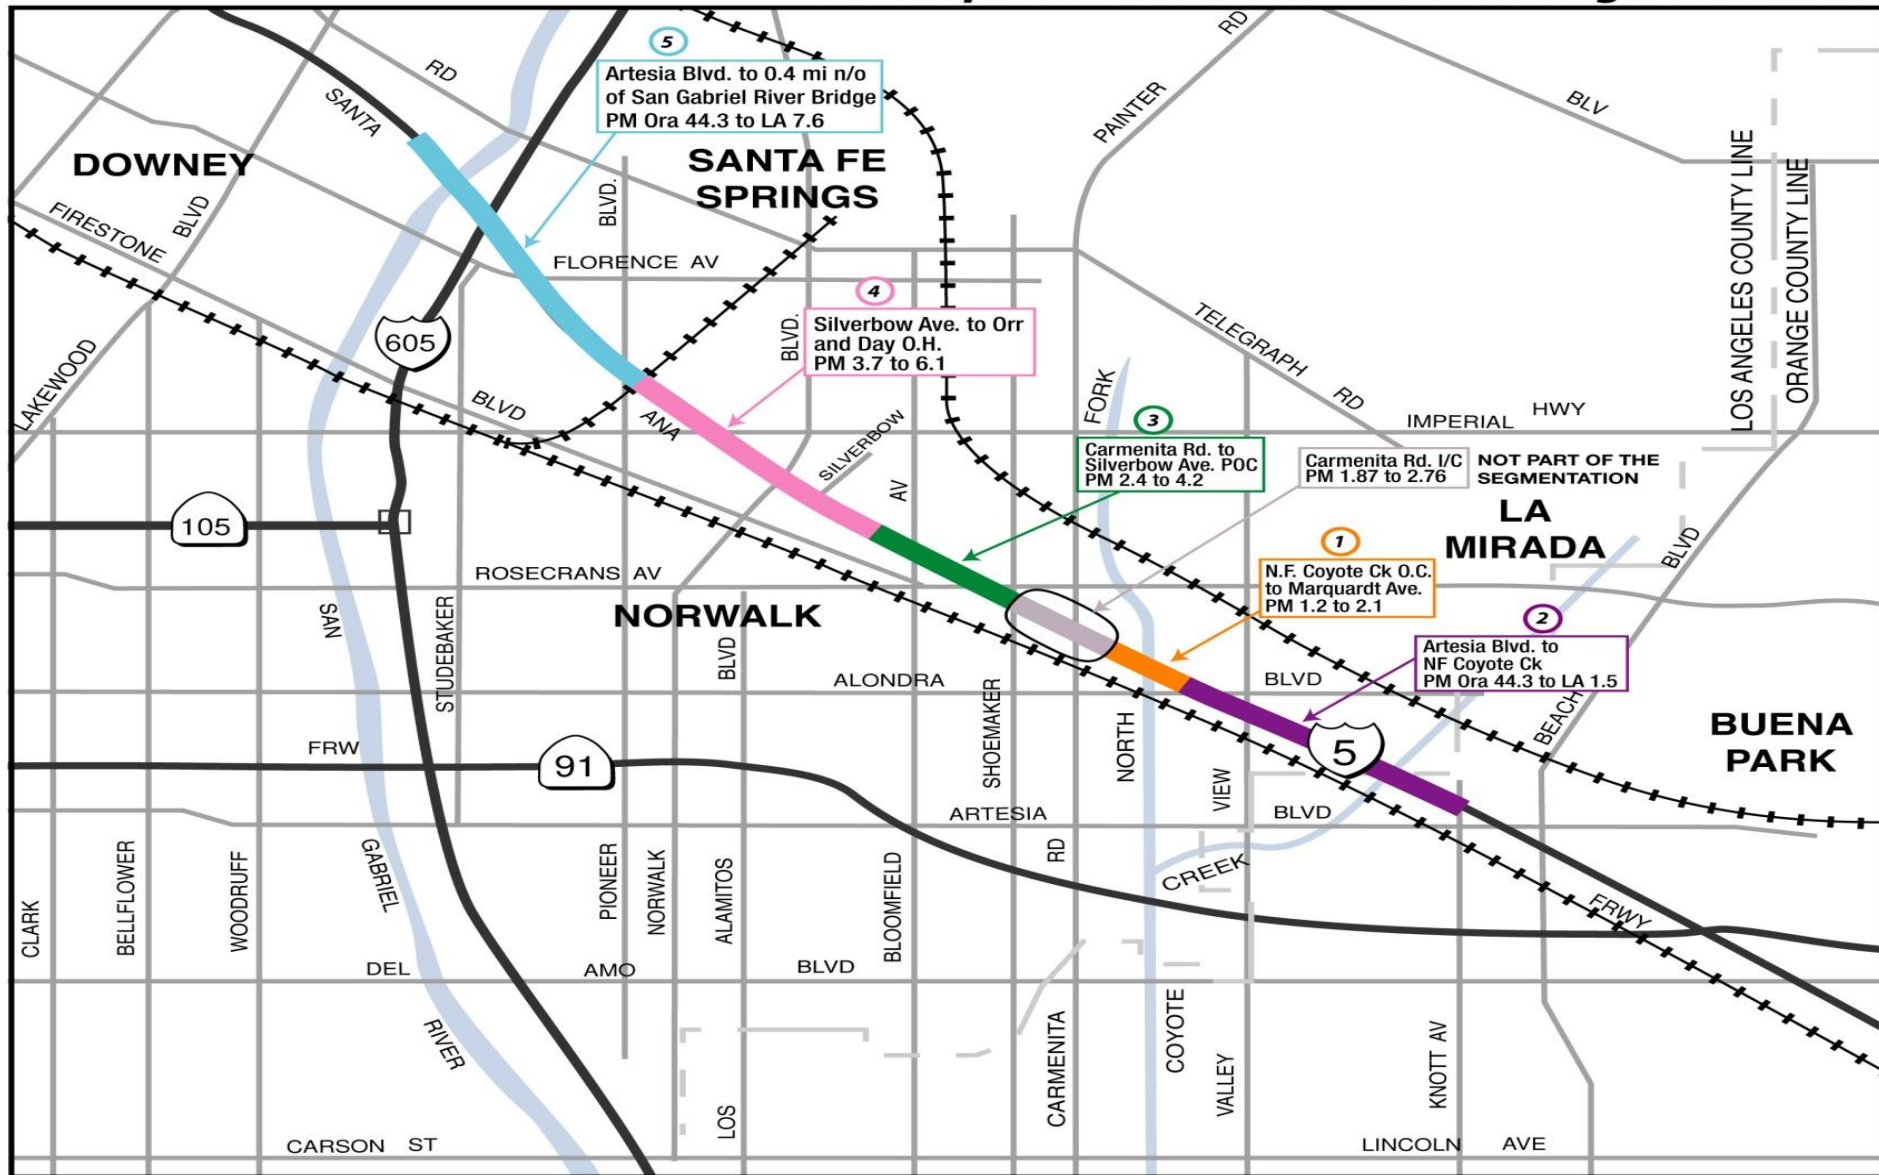 RD
RD
5
Artesia Blvd. to 0.4 mi n/o
of San Gabriel River Bridge
PM Ora 44.3 to LA 7.6
SANTA
PAINTER
BLV
DOWNEY
SANTA FE
SPRINGS
LOS ANGELES COUNTY LINE
ORANGE COUNTY LINE
FIRESTONE
BLVD
BLVD.
FLORENCE AV
4
Silverbow Ave. to Orr
and Day O.H.
PM 3.7 to 6.1
BLVD.
TELEGRAPH
RD
605
LAKEWOOD
BLVD
ANA
SILVERBOW
AV
FORK
IMPERIAL HWY
3
Carmenita Rd. to
Silverbow Ave. POC
PM 2.4 to 4.2
Carmenita Rd. I/C
PM 1.87 to 2.76
NOT PART OF THE
SEGMENTATION
LA
MIRADA
BLVD
105
1
N.F. Coyote Ck O.C.
to Marquardt Ave.
PM 1.2 to 2.1
ROSECRANS AV
NORWALK
SAN
STUDEBAKER
BLVD
2
Artesia Blvd. to
NF Coyote Ck
PM Ora 44.3 to LA 1.5
ALONDRA
BLVD
SHOEMAKER
NORTH
BEACH
BUENA
PARK
5
FRW
91
VIEW
ARTESIA
BLVD
CLARK
BELLFLOWER
WOODRUFF
GABRIEL
PIONEER
NORWALK
ALAMITOS
BLOOMFIELD
RD
CREEK
FRWY
DEL
AMO
BLVD
RIVER
CARMENITA
COYOTE
VALLEY
KNOTT AV
LOS
CARSON ST
LINCOLN AVE